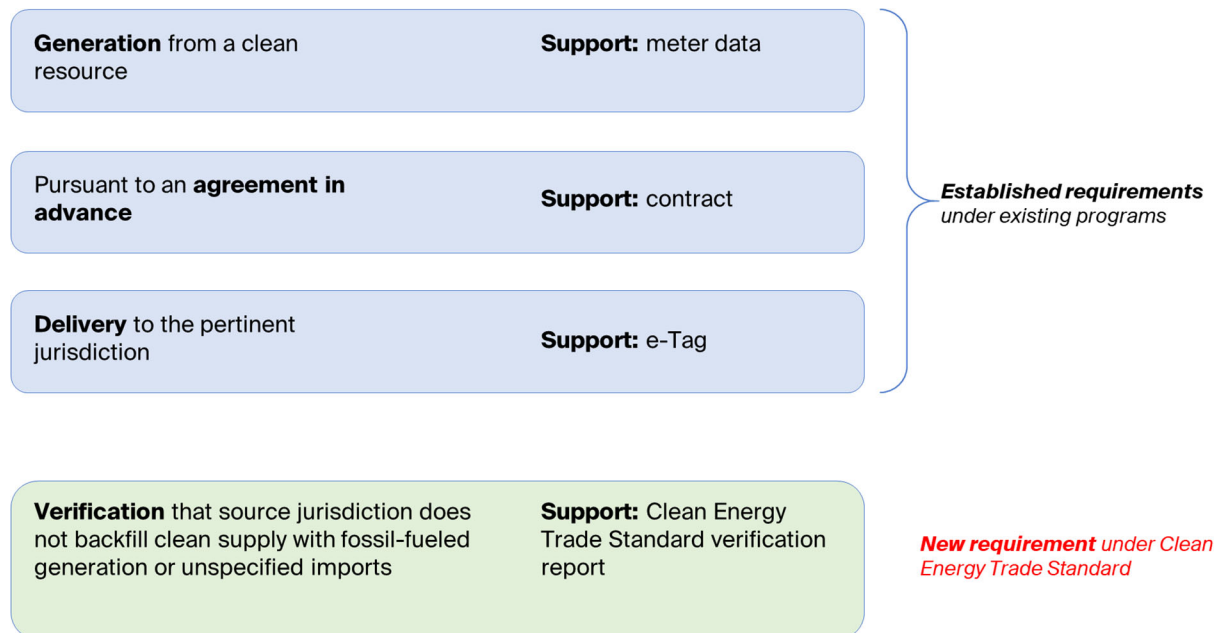 Generation from a clean
resource
Support: meter data
Pursuant to an agreement in
advance
Support: contract
Established requirements
under existing programs
Delivery to the pertinent
jurisdiction
Support: e-Tag
Verification that source jurisdiction does
not backfill clean supply with fossil-fueled
generation or unspecified imports
Support: Clean Energy
Trade Standard verification
report
New requirement under Clean
Energy Trade Standard